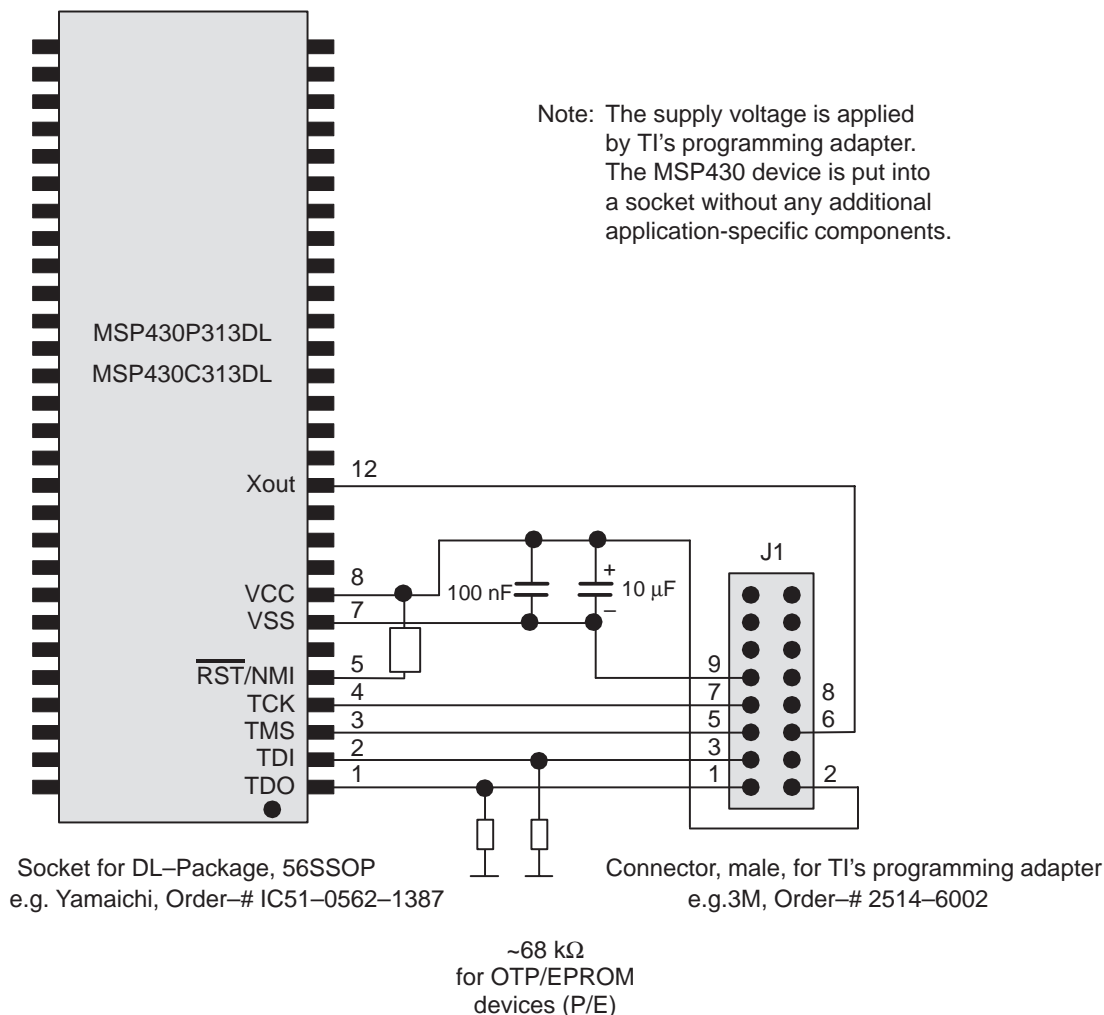 Note: The supply voltage is applied
by TI's programming adapter.
The MSP430 device is put into
a socket without any additional
application-specific components.
MSP430P313DL
MSP430C313DL
Xout
12
J1
VCC
8
100 nF
+
10 μF
–
VSS
7
RST/NMI
5
9
TCK
4
7
8
TMS
3
5
6
TDI
2
3
TDO
1
1
2
Socket for DL–Package, 56SSOP
e.g. Yamaichi, Order–# IC51–0562–1387
Connector, male, for TI's programming adapter
e.g.3M, Order–# 2514–6002
~68 kΩ
for OTP/EPROM
devices (P/E)